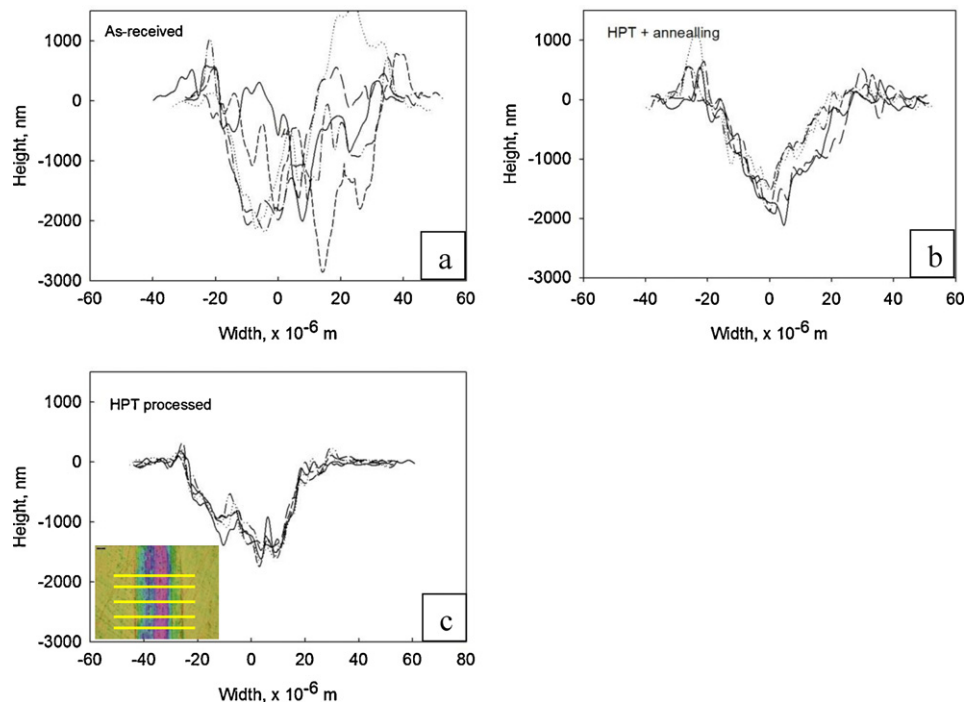 As-received
1000
0
-1000
-2000
-3000
Height, nm
-60 -40 -20 0 20 40 60
Width, x 10⁻⁶ m
a
HPT + annealling
1000
0
-1000
-2000
-3000
Height, nm
-60 -40 -20 0 20 40 60
Width, x 10⁻⁶ m
b
HPT processed
1000
0
-1000
-2000
-3000
Height, nm
-60 -40 -20 0 20 40 60 80
Width, x 10⁻⁶ m
c